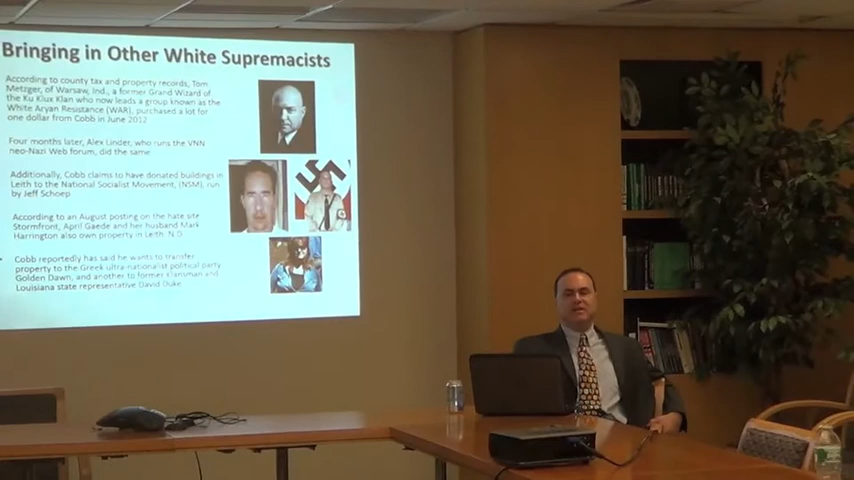 Bringing in Other White Supremacists
According to county tax and property records, Tom
Metzger, of Warsaw, Ind., a former Grand Wizard of
the Ku Klux Klan who now leads a group known as the
White Aryan Resistance (WAR), purchased a lot for
one dollar from Cobb in June 2012
Four months later, Alex Linder, who runs the VNN
neo-Nazi Web forum, did the same
Additionally, Cobb claims to have donated buildings in
Leith to the National Socialist Movement, (NSM), run
by Jeff Schoep
According to an August posting on the hate site
Stormfront, April Gaede and her husband Mark
Harrington also own property in Leith, N.D.
Cobb reportedly has said he wants to transfer
property to the Greek ultra-nationalist political party
Golden Dawn, and another to former Klansman and
Louisiana state representative David Duke